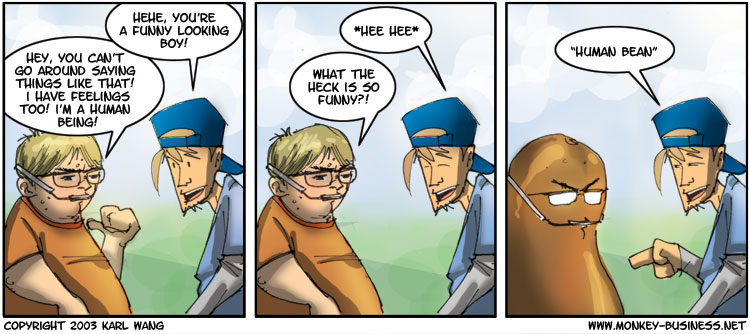 HEHE, YOU'RE
A FUNNY LOOKING
BOY!
HEY, YOU CAN'T
GO AROUND SAYING
THINGS LIKE THAT!
I HAVE FEELINGS
TOO! I'M A HUMAN
BEING!
*HEE HEE*
WHAT THE
HECK IS SO
FUNNY?!
"HUMAN BEAN"
COPYRIGHT 2003 KARL WANG
WWW.MONKEY-BUSINESS.NET